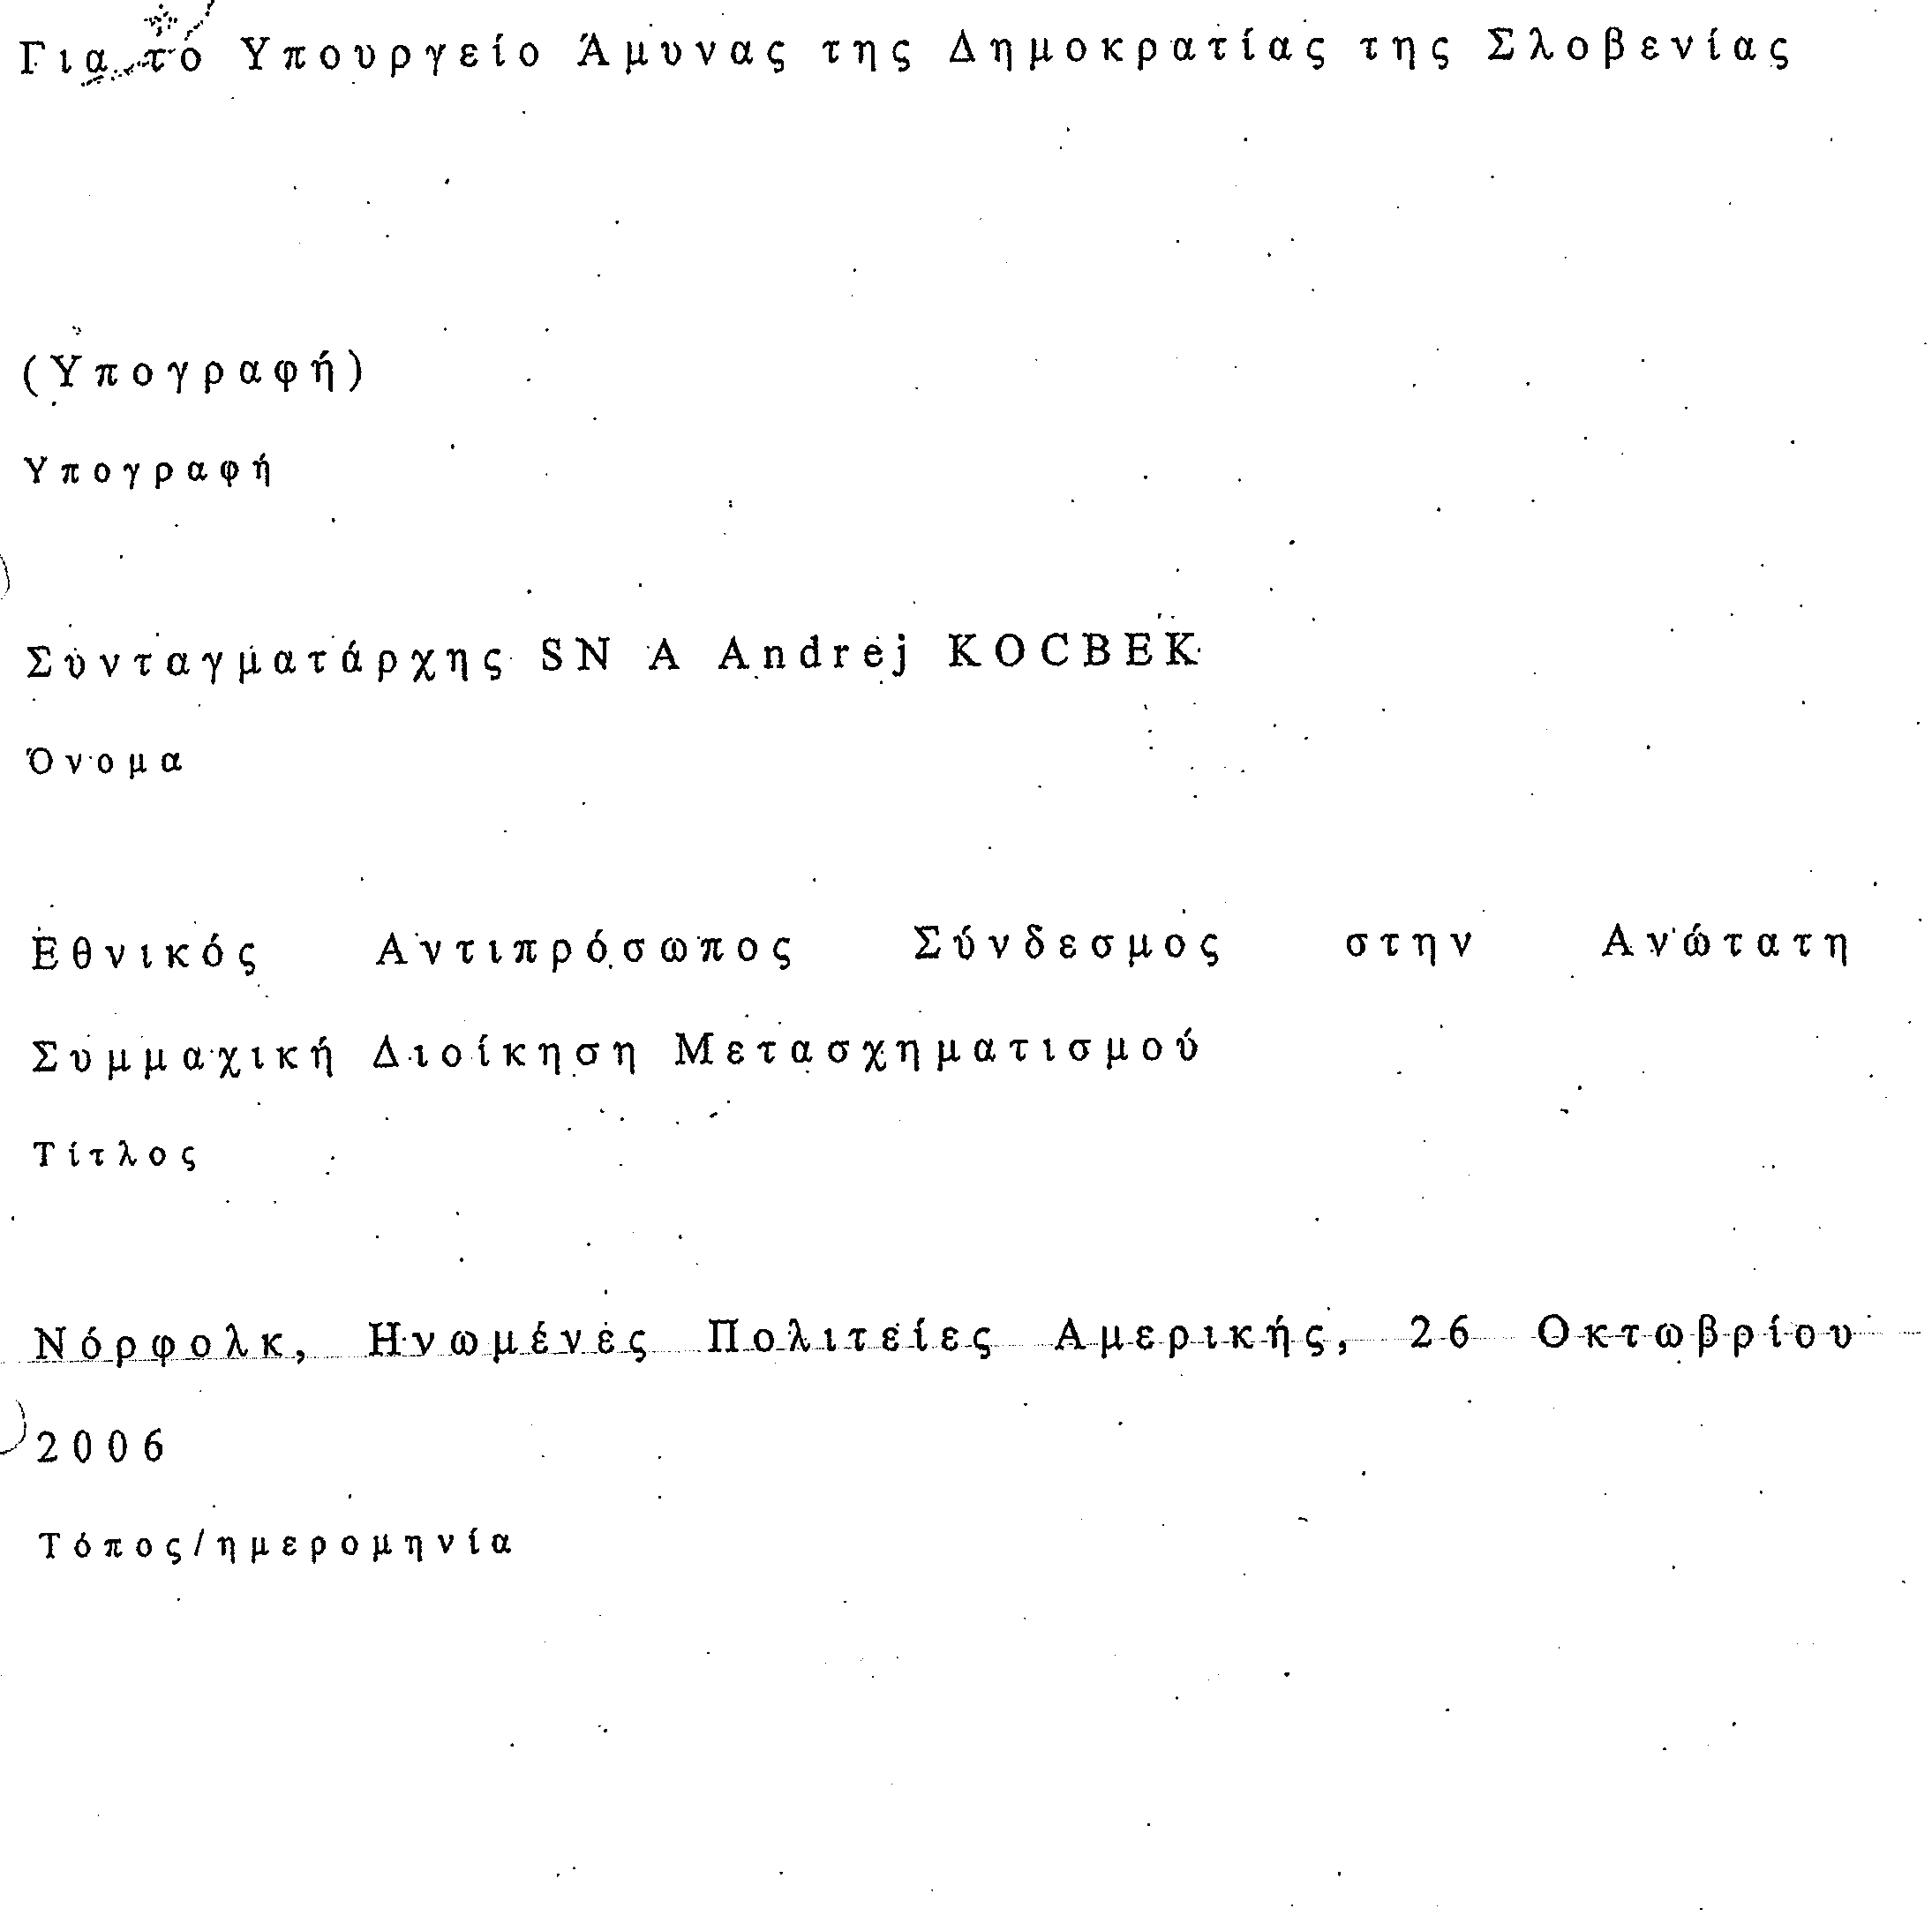 Για το Υπουργείο Άμυνας της Δημοκρατίας της Σλοβενίας
(Υπογραφή)
Υπογραφή
Συνταγματάρχης SN A Andrej KOCBEK
Όνομα
Εθνικός Αντιπρόσωπος Σύνδεσμος στην Ανώτατη
Συμμαχική Διοίκηση Μετασχηματισμού
Τίτλος
Νόρφολκ, Ηνωμένες Πολιτείες Αμερικής, 26 Οκτωβρίου
2006
Τόπος/ημερομηνία